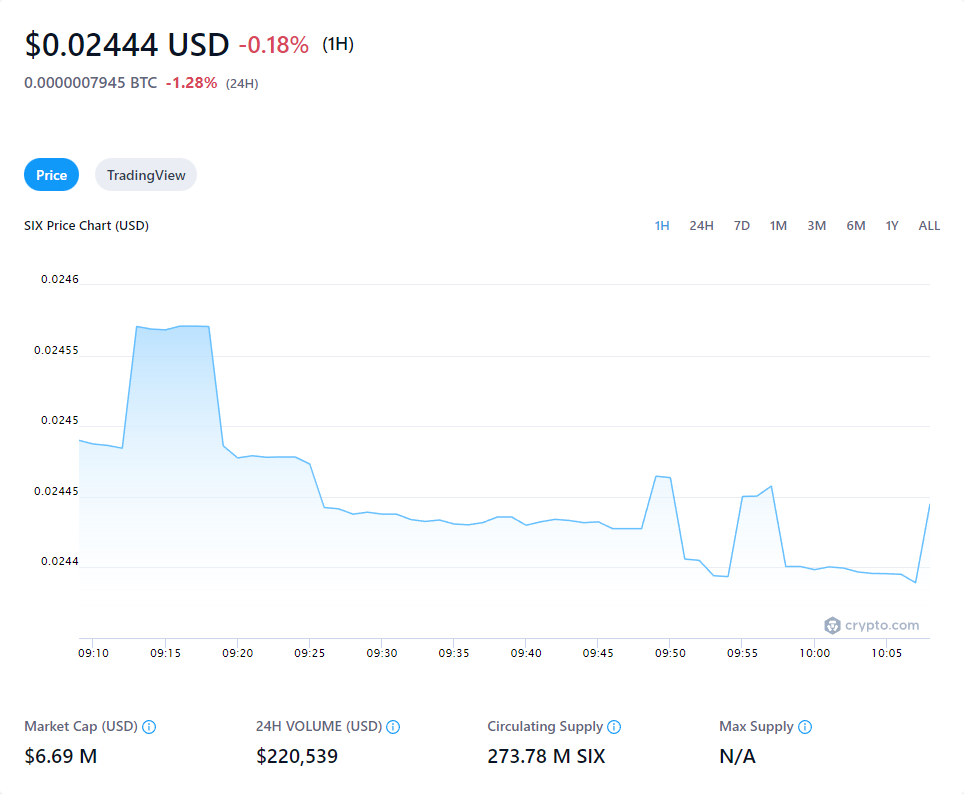 $0.02444 USD -0.18% (1H)
0.0000007945 BTC -1.28% (24H)
Price TradingView
SIX Price Chart (USD) 1H 24H 7D 1M 3M 6M 1Y ALL
0.0246
0.02455
0.0245
0.02445
0.0244
crypto.com
09:10 09:15 09:20 09:25 09:30 09:35 09:40 09:45 09:50 09:55 10:00 10:05
Market Cap (USD) 24H VOLUME (USD) Circulating Supply Max Supply
$6.69 M $220,539 273.78 M SIX N/A